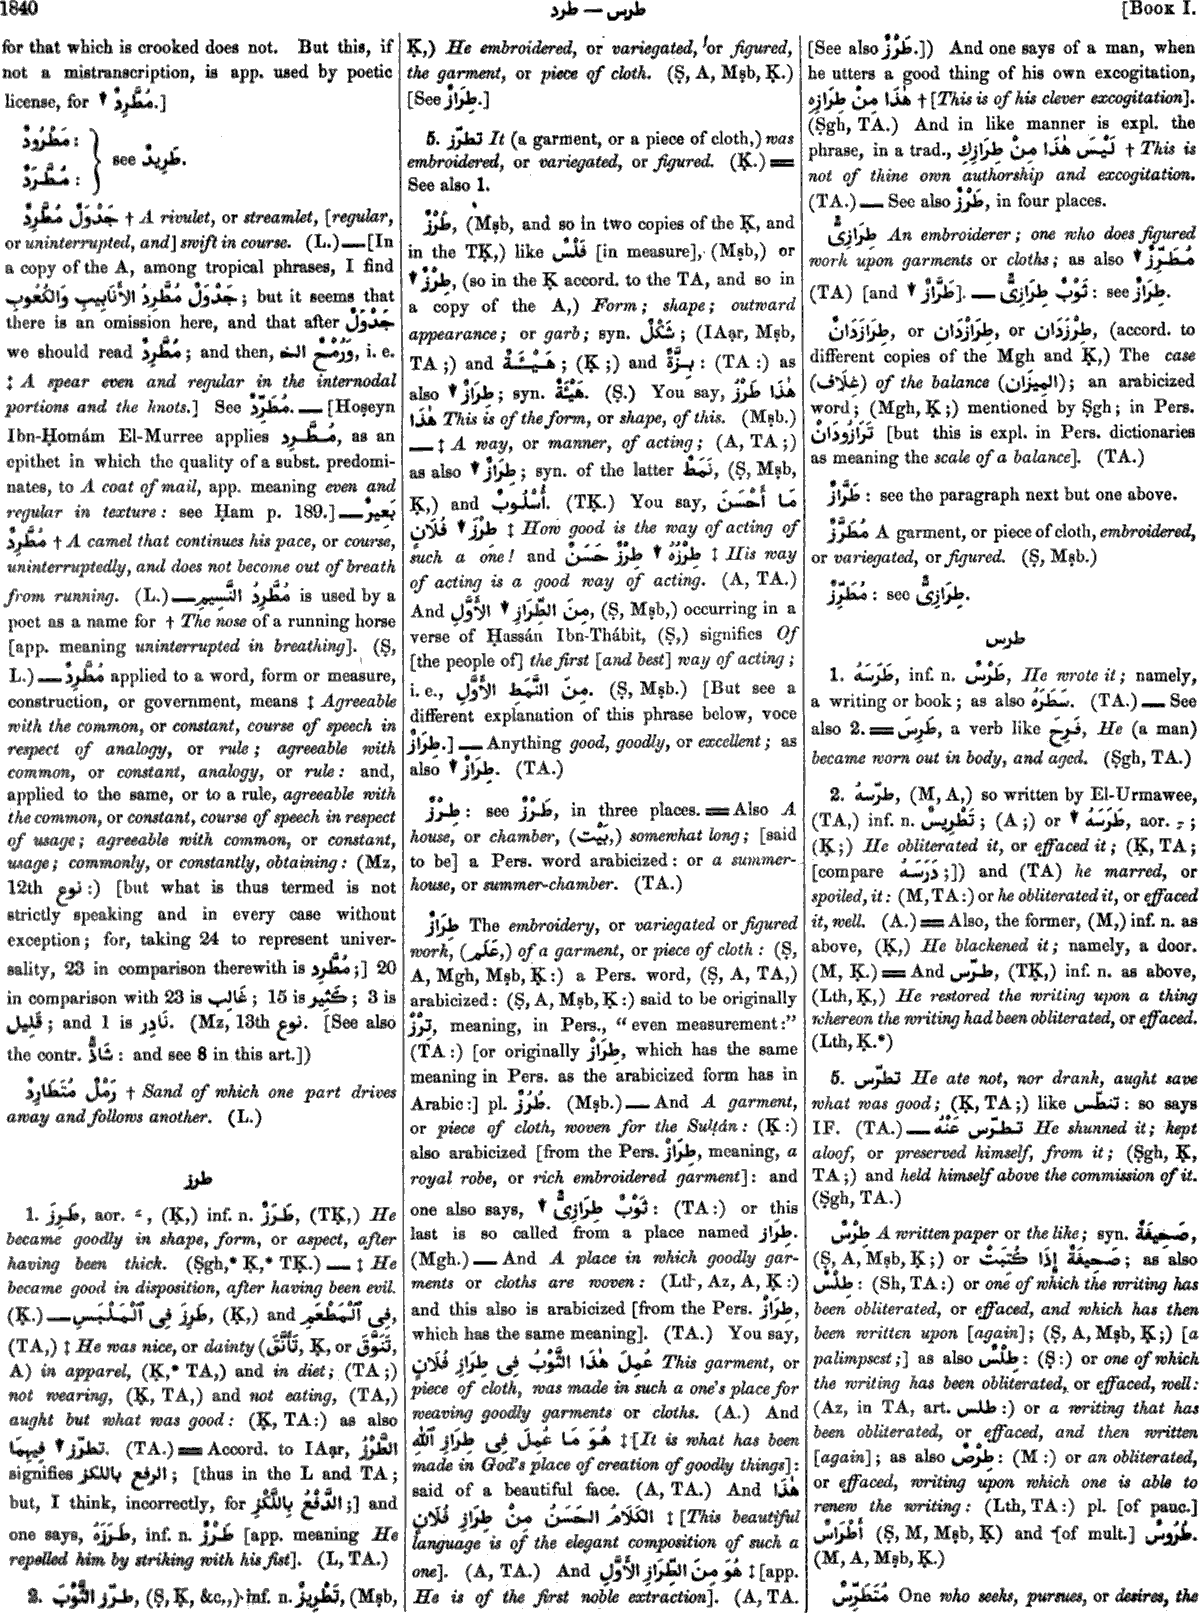 1840
طرس — طرد
[Book I.
for that which is crooked does not. But this, if
not a mistranscription, is app. used by poetic
license, for ↓ مُطَّرِدٌ.]
مَطْرُودٌ :
مُطَّرَدٌ :
see طَرِيدٌ.
جَدْوَلٌ مُطَّرِدٌ † A rivulet, or streamlet, [regular,
or uninterrupted, and] swift in course. (L.) — [In
a copy of the A, among tropical phrases, I find
جَدْوَلٌ مُطَّرِدُ الأَنَابِيبِ وَالكُعُوبِ ; but it seems that
there is an omission here, and that after جَدْوَلٌ
we should read مُطَّرِدٌ ; and then, وَرُمْحٌ الخ, i. e.
‡ A spear even and regular in the internodal
portions and the knots.] See مُطَّرِدٌ. — [Hoṣeyn
Ibn-Ḥomám El-Murree applies مُطَّرِد, as an
epithet in which the quality of a subst. predomi-
nates, to A coat of mail, app. meaning even and
regular in texture: see Ḥam p. 189.] — بَعِيرٌ
مُطَّرِدٌ † A camel that continues his pace, or course,
uninterruptedly, and does not become out of breath
from running. (L.) — مُطَّرِدُ النَّسِيمِ is used by a
poet as a name for † The nose of a running horse
[app. meaning uninterrupted in breathing]. (Ṣ,
L.) — مُطَّرِدٌ applied to a word, form or measure,
construction, or government, means ‡ Agreeable
with the common, or constant, course of speech in
respect of analogy, or rule; agreeable with
common, or constant, analogy, or rule: and,
applied to the same, or to a rule, agreeable with
the common, or constant, course of speech in respect
of usage; agreeable with common, or constant,
usage; commonly, or constantly, obtaining: (Mz,
12th نوع :) [but what is thus termed is not
strictly speaking and in every case without
exception; for, taking 24 to represent univer-
sality, 23 in comparison therewith is مُطَّرِد ;] 20
in comparison with 23 is غَالِب ; 15 is كَثِير ; 3 is
قَلِيل ; and 1 is نَادِر. (Mz, 13th نوع. [See also
the contr. شَاذٌّ : and see 8 in this art.])
رَمْلٌ مُتَطَارِدٌ † Sand of which one part drives
away and follows another. (L.)
طرز
1. طَرِزَ, aor. ـَ , (Ḳ,) inf. n. طَرَزٌ, (TḲ,) He
became goodly in shape, form, or aspect, after
having been thick. (Ṣgh,* Ḳ,* TḲ.) — ‡ He
became good in disposition, after having been evil.
(Ḳ.) — طَرِزَ فِى ٱلْمَلْبَسِ, (Ḳ,) and فِى ٱلْمَطْعَمِ,
(TA,) ‡ He was nice, or dainty (تَأَنَّقَ, Ḳ, or تَنَوَّقَ,
A) in apparel, (Ḳ,* TA,) and in diet; (TA;)
not wearing, (Ḳ, TA,) and not eating, (TA,)
aught but what was good: (Ḳ, TA:) as also
↓ تطرّز فِيهِمَا. (TA.) = Accord. to IAạr, الطَّرْزُ
signifies الرفع باللكز ; [thus in the L and TA;
but, I think, incorrectly, for الدَّفْعُ بِاللَّكْزِ ;] and
one says, طَرَزَهُ, inf. n. طَرْزٌ [app. meaning He
repelled him by striking with his fist]. (L, TA.)
2. طرّز الثَّوْبَ, (Ṣ, Ḳ, &c.,) inf. n. تَطْرِيزٌ, (Mṣb,
Ḳ,) He embroidered, or variegated, or figured,
the garment, or piece of cloth. (Ṣ, A, Mṣb, Ḳ.)
[See طِرَازٌ.]
5. تطرّز It (a garment, or a piece of cloth,) was
embroidered, or variegated, or figured. (Ḳ.) =
See also 1.
طَرْزٌ, (Mṣb, and so in two copies of the Ḳ, and
in the TḲ,) like فَلْسٌ [in measure], (Mṣb,) or
↓ طِرْزٌ, (so in the Ḳ accord. to the TA, and so in
a copy of the A,) Form; shape; outward
appearance; or garb; syn. شَكْلٌ ; (IAạr, Mṣb,
TA;) and هَيْئَةٌ ; (Ḳ;) and بِزَّةٌ : (TA:) as
also ↓ طِرَازٌ ; syn. هَيْئَةٌ. (Ṣ.) You say, هٰذَا طَرْزُ
هٰذَا This is of the form, or shape, of this. (Mṣb.)
— ‡ A way, or manner, of acting; (A, TA;)
as also ↓ طِرَازٌ ; syn. of the latter نَمَطٌ, (Ṣ, Mṣb,
Ḳ,) and أُسْلُوبٌ. (TḲ.) You say, مَا أَحْسَنَ
↓ طِرْزَ فُلَانٍ ‡ How good is the way of acting of
such a one! and ↓ طِرْزُهُ طِرْزٌ حَسَنٌ ‡ His way
of acting is a good way of acting. (A, TA.)
And مِنَ الطِّرَازِ ↓ الأَوَّلِ, (Ṣ, Mṣb,) occurring in a
verse of Ḥassán Ibn-Thábit, (Ṣ,) signifies Of
[the people of] the first [and best] way of acting;
i. e., مِنَ النَّمَطِ الأَوَّلِ. (Ṣ, Mṣb.) [But see a
different explanation of this phrase below, voce
طِرَازٌ.] — Anything good, goodly, or excellent; as
also ↓ طِرَازٌ. (TA.)
طِرْزٌ : see طَرْزٌ, in three places. = Also A
house, or chamber, (بَيْت,) somewhat long; [said
to be] a Pers. word arabicized: or a summer-
house, or summer-chamber. (TA.)
طِرَازٌ The embroidery, or variegated or figured
work, (عَلَم,) of a garment, or piece of cloth: (Ṣ,
A, Mgh, Mṣb, Ḳ:) a Pers. word, (Ṣ, A, TA,)
arabicized: (Ṣ, A, Mṣb, Ḳ:) said to be originally
تِرَزْ, meaning, in Pers., "even measurement:"
(TA:) [or originally طِرَازْ, which has the same
meaning in Pers. as the arabicized form has in
Arabic:] pl. طُرُزٌ. (Mṣb.) — And A garment,
or piece of cloth, woven for the Sulṭán: (Ḳ:)
also arabicized [from the Pers. طِرَازْ, meaning, a
royal robe, or rich embroidered garment]: and
one also says, ↓ ثَوْبٌ طِرَازِىٌّ : (TA:) or this
last is so called from a place named طِرَاز.
(Mgh.) — And A place in which goodly gar-
ments or cloths are woven: (Lth, Az, A, Ḳ:)
and this also is arabicized [from the Pers. طِرَازْ,
which has the same meaning]. (TA.) You say,
عُمِلَ هٰذَا الثَّوْبُ فِى طِرَازِ فُلَانٍ This garment, or
piece of cloth, was made in such a one's place for
weaving goodly garments or cloths. (A.) And
هُوَ مَا عُمِلَ فِى طِرَازِ ٱللّٰهِ ‡ [It is what has been
made in God's place of creation of goodly things]:
said of a beautiful face. (A, TA.) And هٰذَا
الكَلَامُ الحَسَنُ مِنْ طِرَازِ فُلَانٍ ‡ [This beautiful
language is of the elegant composition of such a
one]. (A, TA.) And هُوَ مِنَ الطِّرَازِ الأَوَّلِ ‡ [app.
He is of the first noble extraction]. (A, TA.
[See also طَرْزٌ.]) And one says of a man, when
he utters a good thing of his own excogitation,
هٰذَا مِنْ طِرَازِهِ † [This is of his clever excogitation].
(Ṣgh, TA.) And in like manner is expl. the
phrase, in a trad., لَيْسَ هٰذَا مِنْ طِرَازِكَ † This is
not of thine own authorship and excogitation.
(TA.) — See also طَرْزٌ, in four places.
طِرَازِىٌّ An embroiderer; one who does figured
work upon garments or cloths; as also ↓ مُطَرِّزٌ
(TA) [and ↓ طَرَّازٌ]. — ثَوْبٌ طِرَازِىٌّ : see طِرَازٌ.
طِرَازَدَانٌ, or طِرَازْدَان, or طِرْزَدَان, (accord. to
different copies of the Mgh and Ḳ,) The case
(غِلَاف) of the balance (المِيزَان); an arabicized
word; (Mgh, Ḳ;) mentioned by Ṣgh; in Pers.
تَرَازُودَانْ [but this is expl. in Pers. dictionaries
as meaning the scale of a balance]. (TA.)
طَرَّازٌ : see the paragraph next but one above.
مُطَرَّزٌ A garment, or piece of cloth, embroidered,
or variegated, or figured. (Ṣ, Mṣb.)
مُطَرِّزٌ : see طِرَازِىٌّ.
طرس
1. طَرَسَهُ, inf. n. طَرْسٌ, He wrote it; namely,
a writing or book; as also سَطَرَهُ. (TA.) — See
also 2. = طَرِسَ, a verb like فَرِحَ, He (a man)
became worn out in body, and aged. (Ṣgh, TA.)
2. طرّسهُ, (M, A,) so written by El-Urmawee,
(TA,) inf. n. تَطْرِيسٌ ; (A;) or ↓ طَرَسَهُ, aor. ـِ ;
(Ḳ;) He obliterated it, or effaced it; (Ḳ, TA;
[compare دَرَسَهُ ;]) and (TA) he marred, or
spoiled, it: (M, TA:) or he obliterated it, or effaced
it, well. (A.) = Also, the former, (M,) inf. n. as
above, (Ḳ,) He blackened it; namely, a door.
(M, Ḳ.) = And طرّس, (TḲ,) inf. n. as above,
(Lth, Ḳ,) He restored the writing upon a thing
whereon the writing had been obliterated, or effaced.
(Lth, Ḳ.*)
5. تطرّس He ate not, nor drank, aught save
what was good; (Ḳ, TA;) like تنطّس : so says
IF. (TA.) — تطرّس عَنْهُ He shunned it; kept
aloof, or preserved himself, from it; (Ṣgh, Ḳ,
TA;) and held himself above the commission of it.
(Ṣgh, TA.)
طِرْسٌ A written paper or the like; syn. صَحِيفَةٌ,
(Ṣ, A, Mṣb, Ḳ;) or صَحِيفَةٌ إِذَا كُتِبَتْ ; as also
طِلْسٌ : (Sh, TA:) or one of which the writing has
been obliterated, or effaced, and which has then
been written upon [again]; (Ṣ, A, Mṣb, Ḳ;) [a
palimpsest;] as also طِلْسٌ : (Ṣ:) or one of which
the writing has been obliterated, or effaced, well:
(Az, in TA, art. طلس :) or a writing that has
been obliterated, or effaced, and then written
[again]; as also طِرْصٌ : (M:) or an obliterated,
or effaced, writing upon which one is able to
renew the writing: (Lth, TA:) pl. [of pauc.]
أَطْرَاسٌ (Ṣ, M, Mṣb, Ḳ) and [of mult.] طُرُوسٌ.
(M, A, Mṣb, Ḳ.)
مُتَطَرِّسٌ One who seeks, pursues, or desires, the